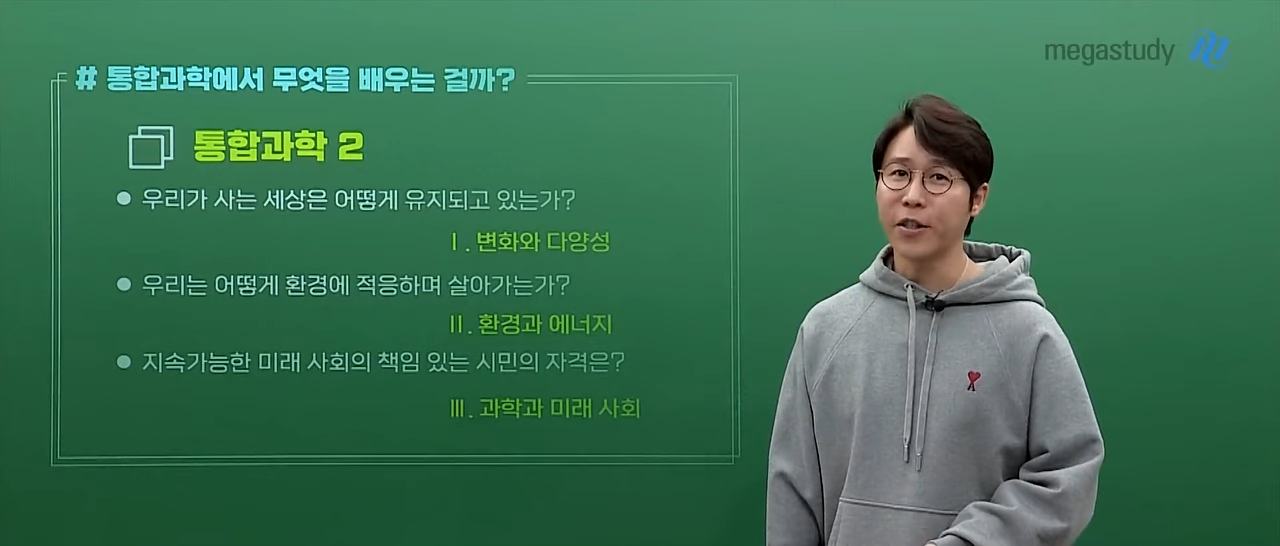 megastudy
# 통합과학에서 무엇을 배우는 걸까?
통합과학 2
● 우리가 사는 세상은 어떻게 유지되고 있는가?
Ⅰ. 변화와 다양성
● 우리는 어떻게 환경에 적응하며 살아가는가?
Ⅱ. 환경과 에너지
● 지속가능한 미래 사회의 책임 있는 시민의 자격은?
Ⅲ. 과학과 미래 사회